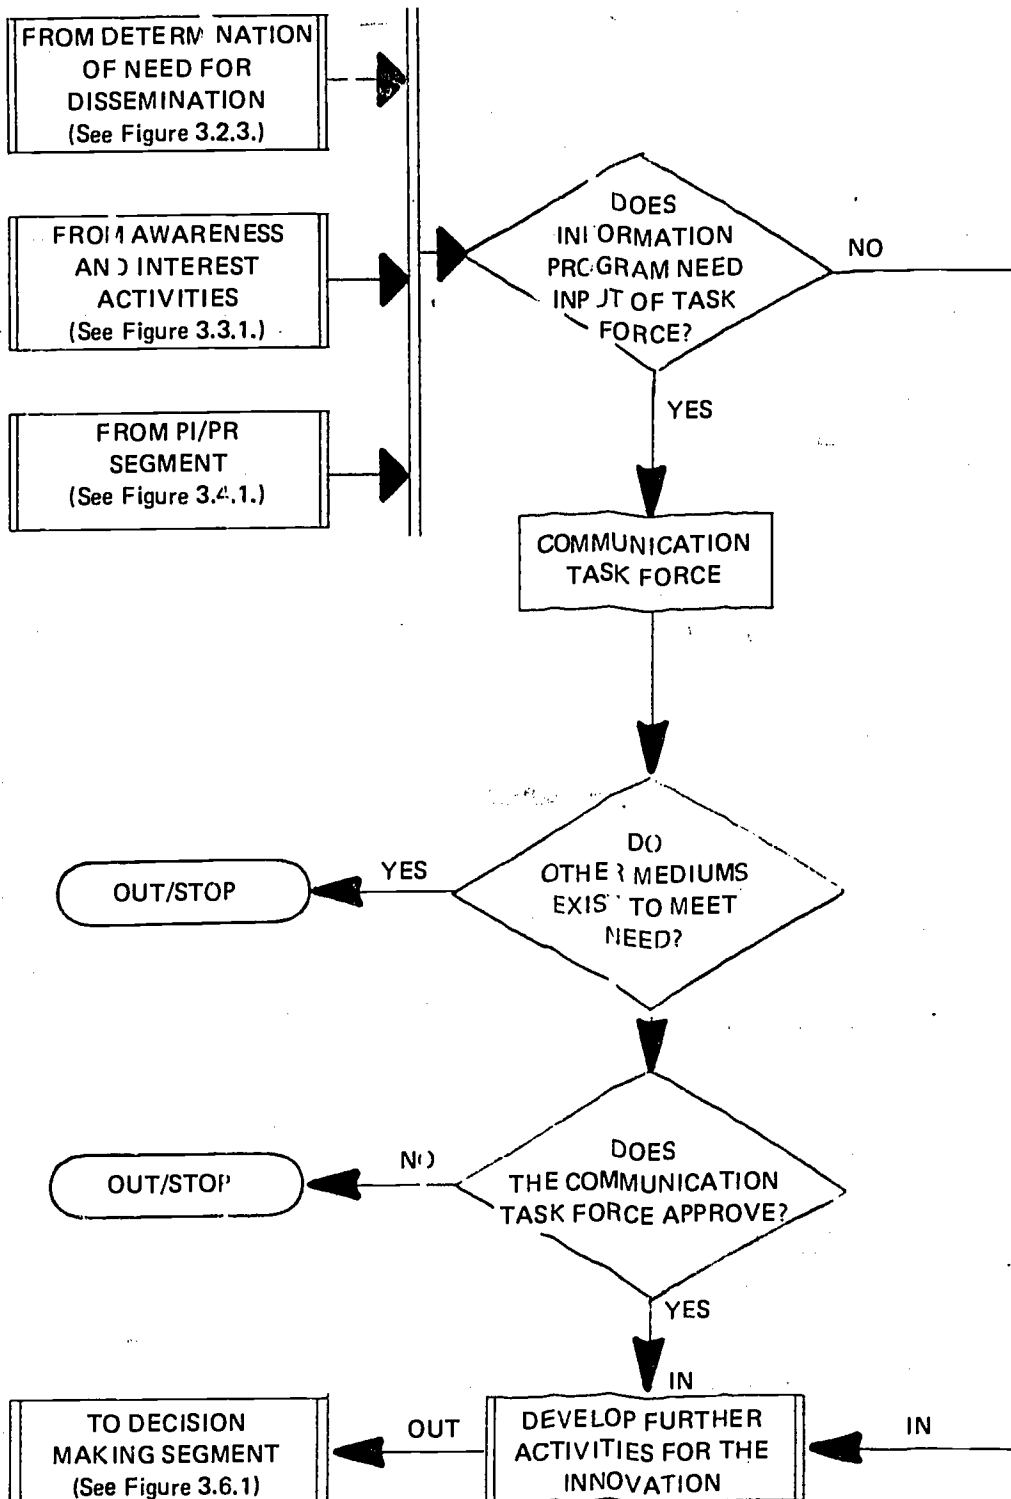 FROM DETERMINATION
OF NEED FOR
DISSEMINATION
(See Figure 3.2.3.)
FROM AWARENESS
AND INTEREST
ACTIVITIES
(See Figure 3.3.1.)
FROM PI/PR
SEGMENT
(See Figure 3.4.1.)
DOES
INFORMATION
PROGRAM NEED
INPUT OF TASK
FORCE?
NO
YES
COMMUNICATION
TASK FORCE
DO
OTHER MEDIUMS
EXIST TO MEET
NEED?
YES
OUT/STOP
DOES
THE COMMUNICATION
TASK FORCE APPROVE?
NO
OUT/STOP
YES
IN
DEVELOP FURTHER
ACTIVITIES FOR THE
INNOVATION
IN
OUT
TO DECISION
MAKING SEGMENT
(See Figure 3.6.1)